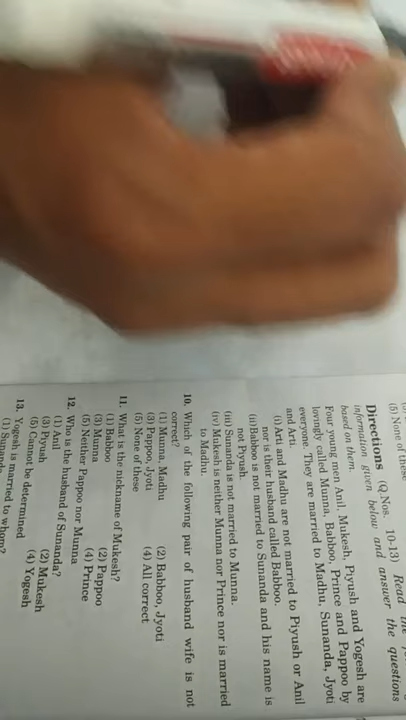 (5) None of these
Directions (Q.Nos. 10-13) Read the
information given below and answer the questions
based on them.
Four young men Anil, Mukesh, Piyush and Yogesh are
lovingly called Munna, Babboo, Prince and Pappoo by
everyone. They are married to Madhu, Sunanda, Jyoti
and Arti.
(i) Arti and Madhu are not married to Piyush or Anil
nor is their husband called Babboo.
(ii) Babboo is not married to Sunanda and his name is
not Piyush.
(iii) Sunanda is not married to Munna.
(iv) Mukesh is neither Munna nor Prince nor is married
to Madhu.
10. Which of the following pair of husband wife is not
correct?
(1) Munna, Madhu (2) Babboo, Jyoti
(3) Pappoo, Jyoti (4) All correct
(5) None of these
11. What is the nickname of Mukesh?
(1) Babboo (2) Pappoo
(3) Munna (4) Prince
(5) Neither Pappoo nor Munna
12. Who is the husband of Sunanda?
(1) Anil (2) Mukesh
(3) Piyush (4) Yogesh
(5) Cannot be determined
13. Yogesh is married to whom?
(1) Sunanda